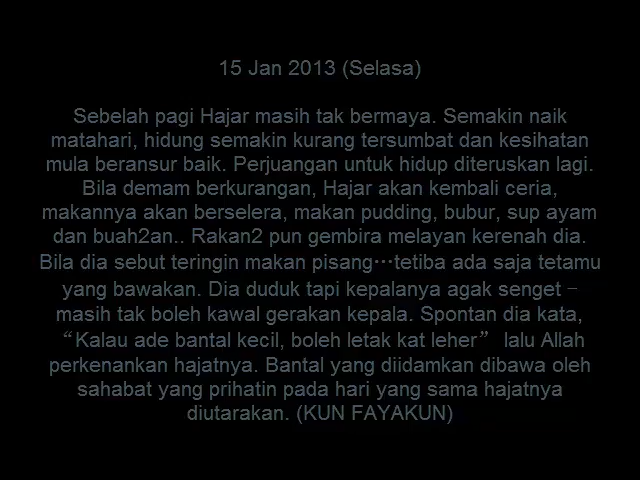 15 Jan 2013 (Selasa)
Sebelah pagi Hajar masih tak bermaya. Semakin naik
matahari, hidung semakin kurang tersumbat dan kesihatan
mula beransur baik. Perjuangan untuk hidup diteruskan lagi.
Bila demam berkurangan, Hajar akan kembali ceria,
makannya akan berselera, makan pudding, bubur, sup ayam
dan buah2an.. Rakan2 pun gembira melayan kerenah dia.
Bila dia sebut teringin makan pisang…tetiba ada saja tetamu
yang bawakan. Dia duduk tapi kepalanya agak senget –
masih tak boleh kawal gerakan kepala. Spontan dia kata,
“Kalau ade bantal kecil, boleh letak kat leher” lalu Allah
perkenankan hajatnya. Bantal yang diidamkan dibawa oleh
sahabat yang prihatin pada hari yang sama hajatnya
diutarakan. (KUN FAYAKUN)